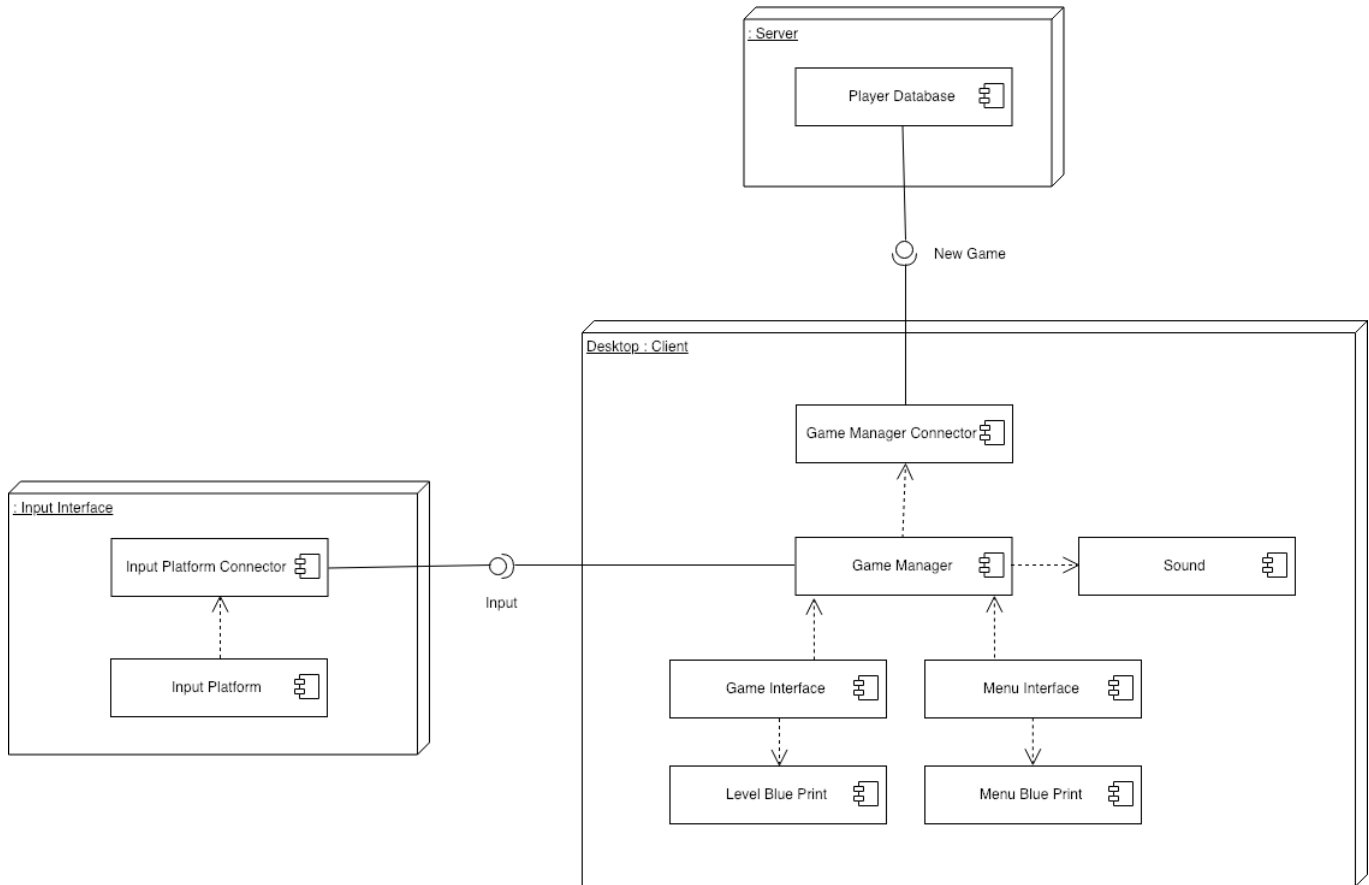 : Server
Player Database
New Game
Desktop : Client
Game Manager Connector
: Input Interface
Input Platform Connector
Input
Game Manager
Sound
Input Platform
Game Interface
Menu Interface
Level Blue Print
Menu Blue Print